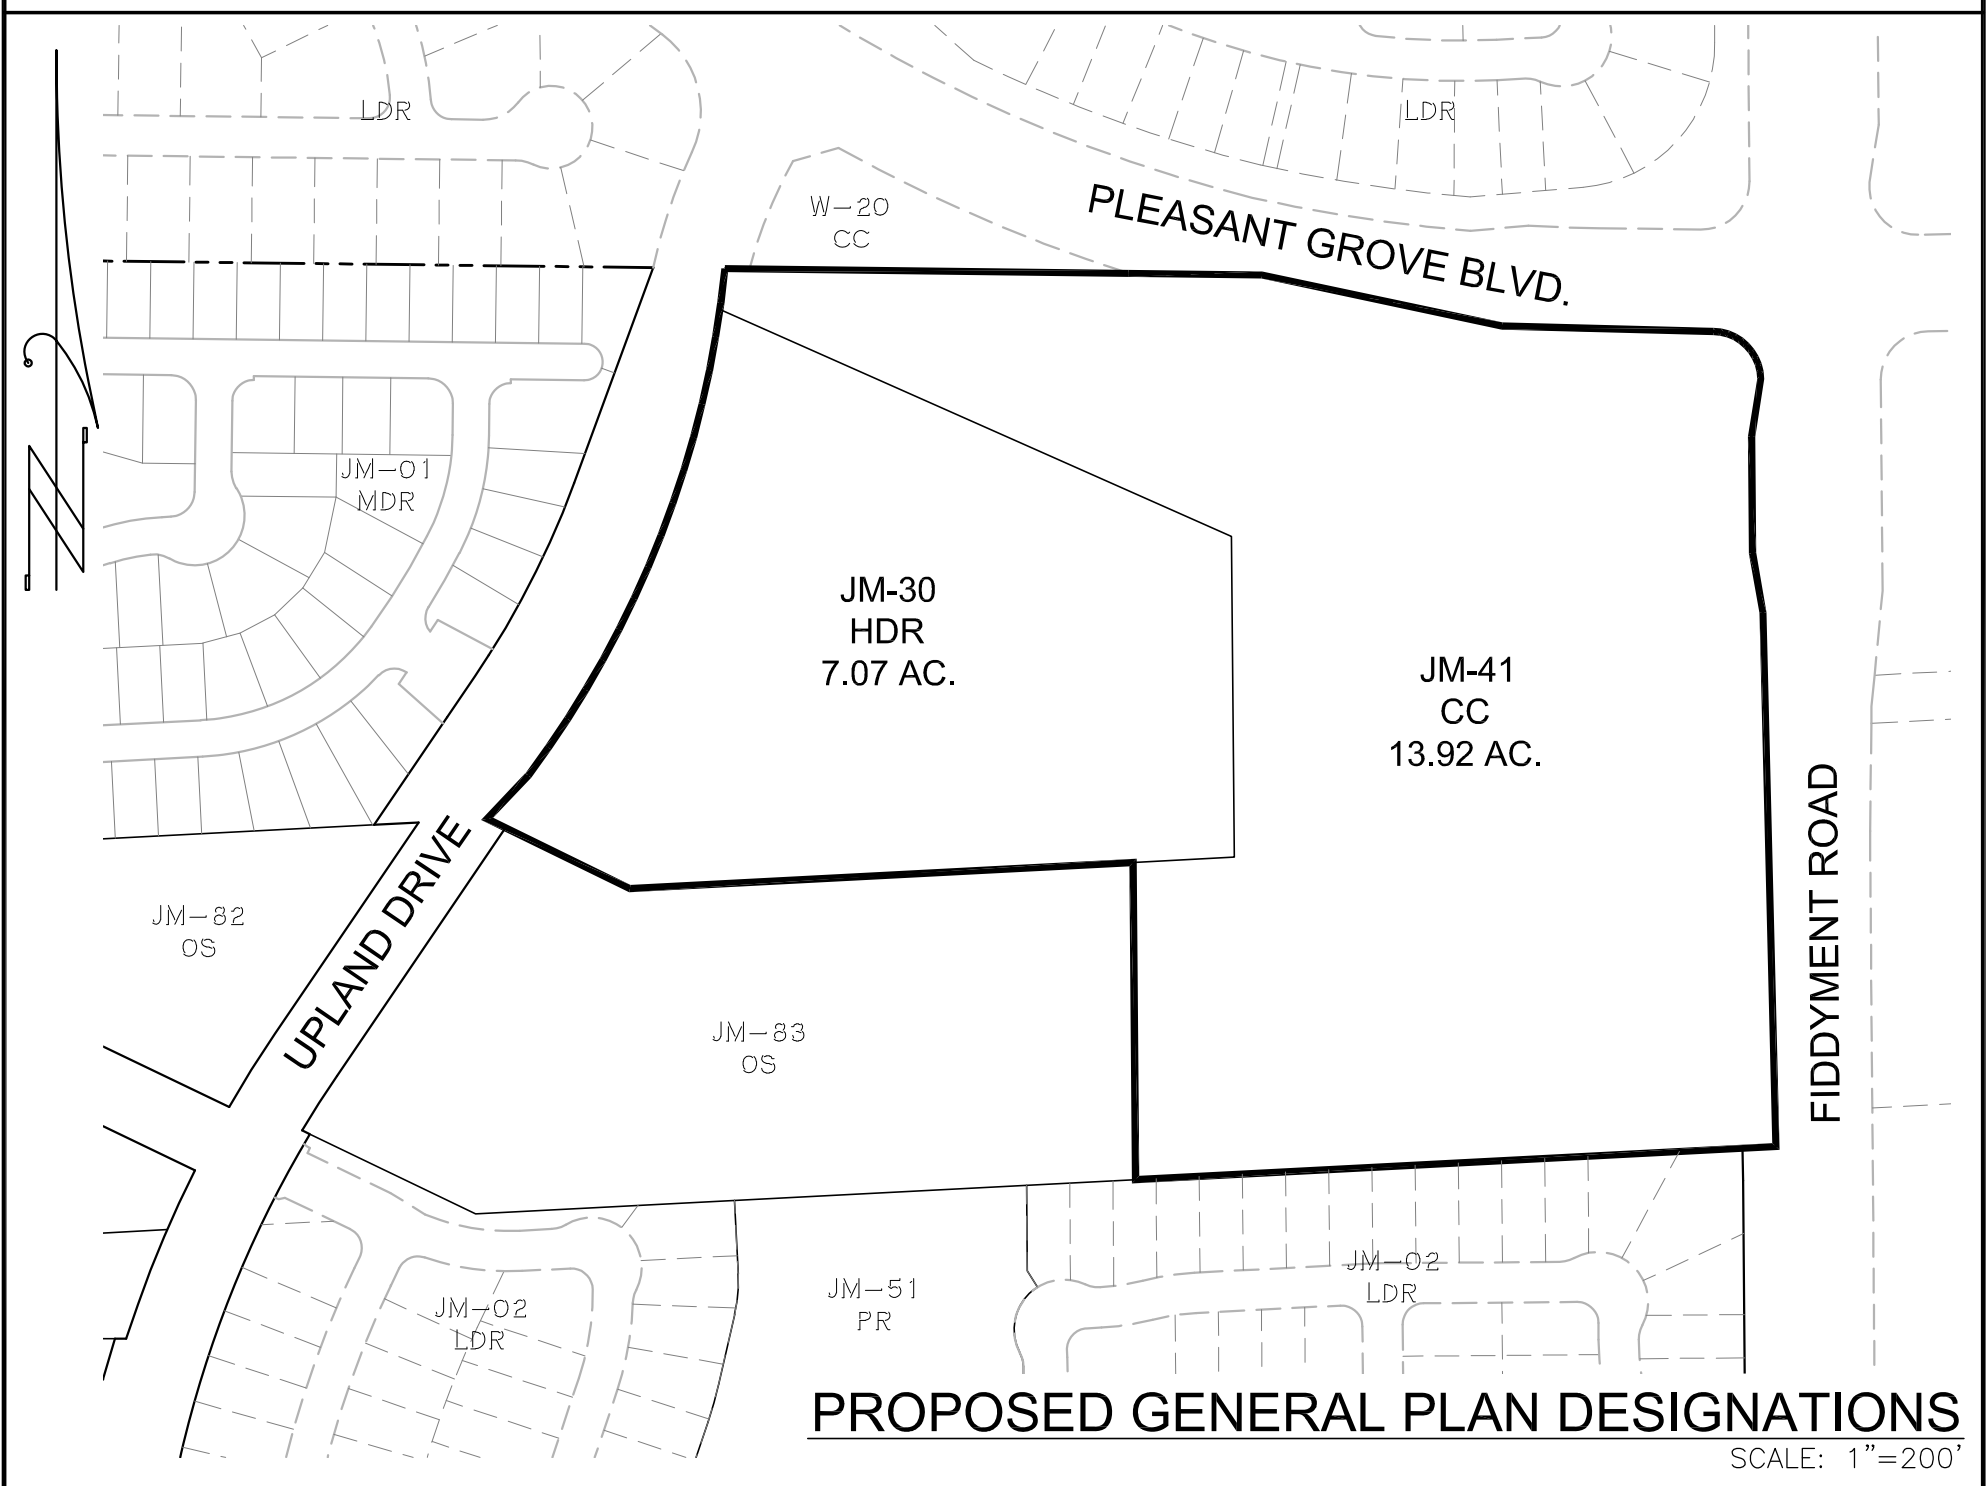 LDR
LDR
W-20
CC
PLEASANT GROVE BLVD.
JM-01
MDR
JM-30
HDR
7.07 AC.
JM-41
CC
13.92 AC.
N
UPLAND DRIVE
FIDDYMENT ROAD
JM-82
OS
JM-83
OS
JM-02
LDR
JM-51
PR
JM-02
LDR
PROPOSED GENERAL PLAN DESIGNATIONS
SCALE: 1"=200'